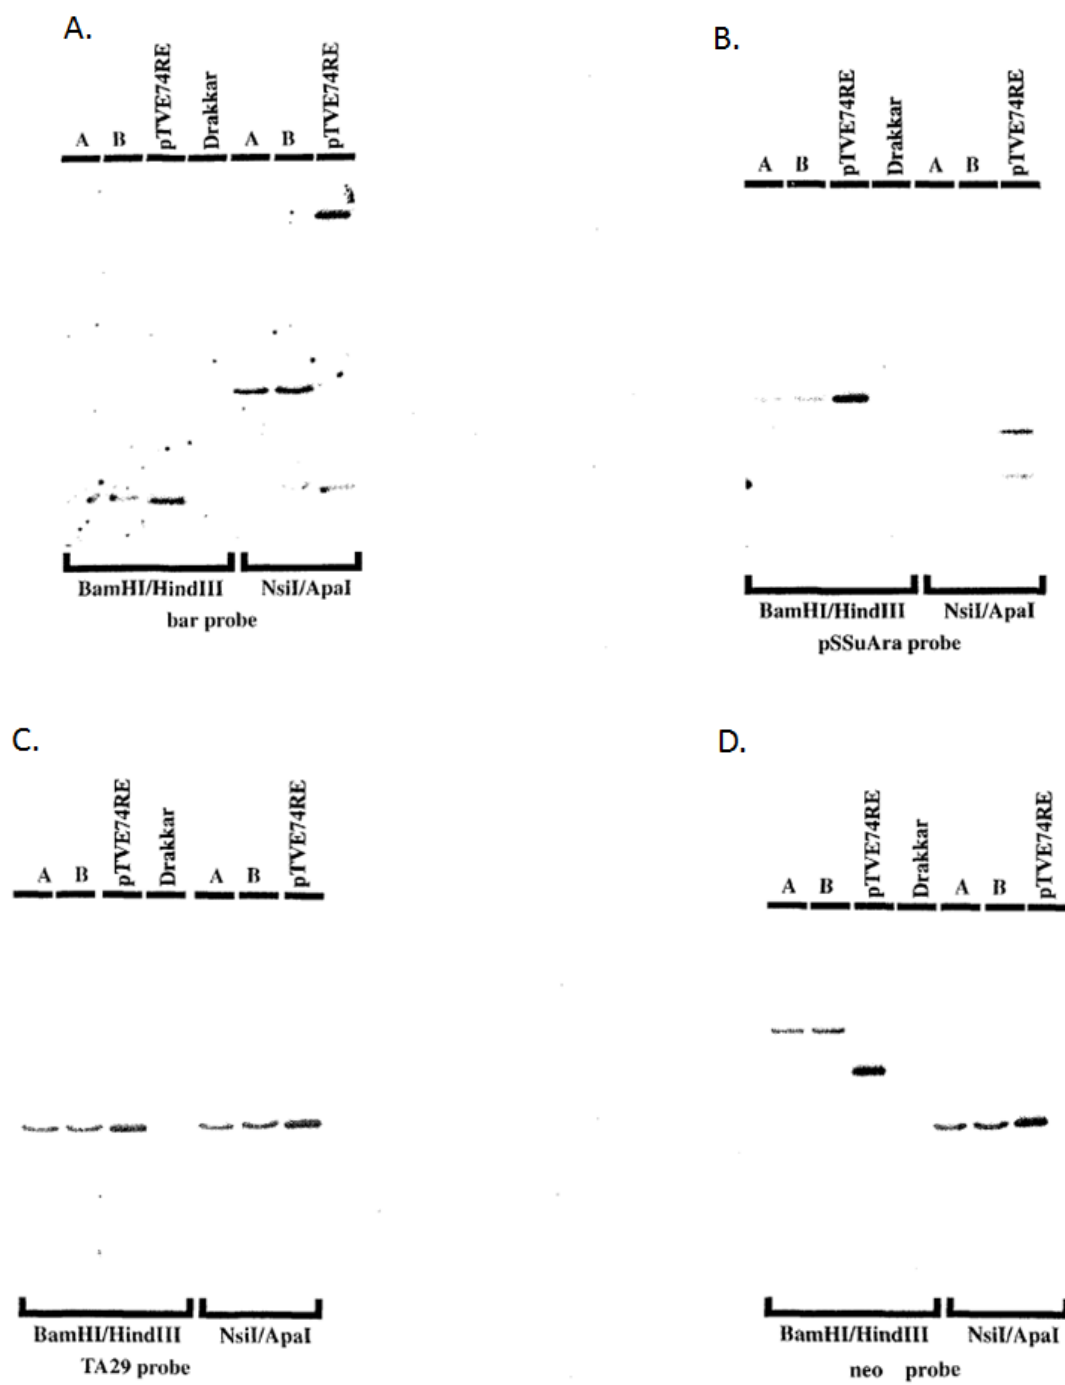 A.
A B pTVE74RE Drakkar A B pTVE74RE
BamHI/HindIII NsiI/ApaI
bar probe
B.
A B pTVE74RE Drakkar A B pTVE74RE
BamHI/HindIII NsiI/ApaI
pSSuAra probe
C.
A B pTVE74RE Drakkar A B pTVE74RE
BamHI/HindIII NsiI/ApaI
TA29 probe
D.
A B pTVE74RE Drakkar A B pTVE74RE
BamHI/HindIII NsiI/ApaI
neo probe